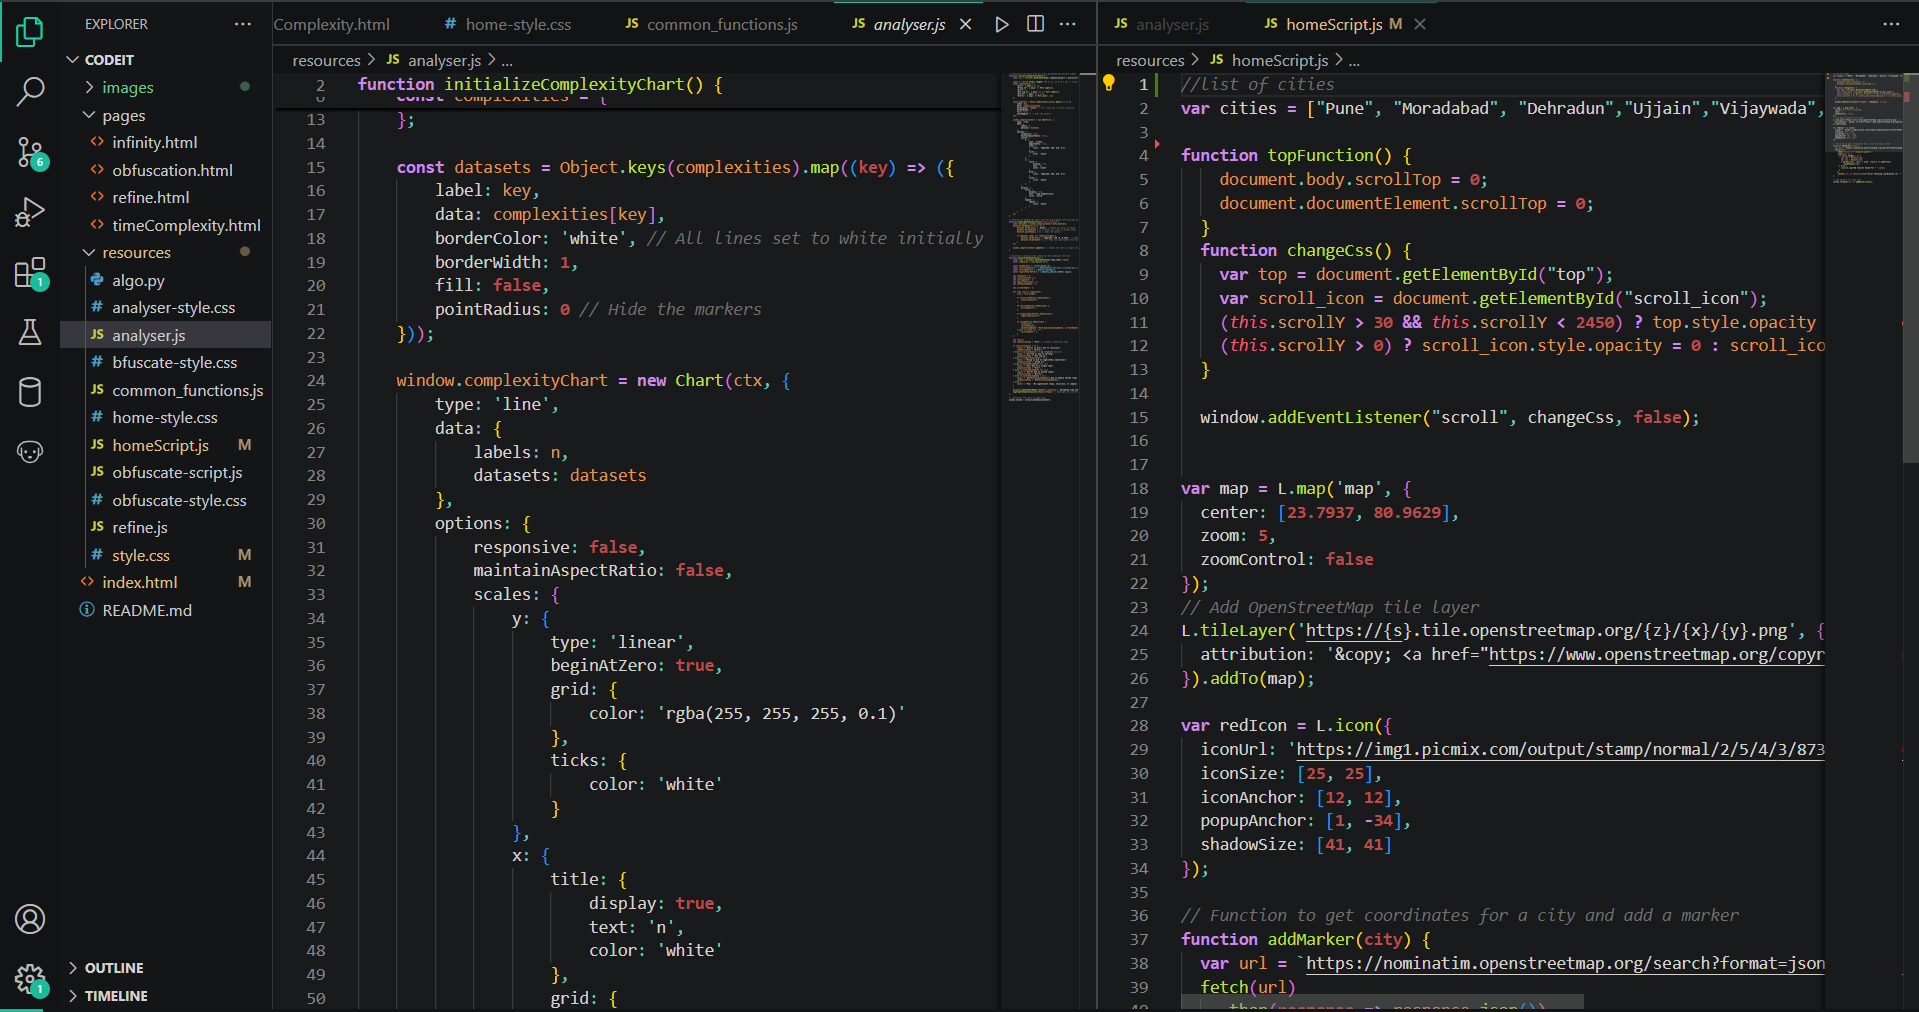 EXPLORER
CODEIT
images
pages
infinity.html
obfuscation.html
refine.html
timeComplexity.html
resources
algo.py
analyser-style.css
JS analyser.js
bfuscate-style.css
JS common_functions.js
home-style.css
JS homeScript.js M
JS obfuscate-script.js
obfuscate-style.css
JS refine.js
# style.css M
index.html M
README.md
OUTLINE
TIMELINE
6
1
1
Complexity.html
# home-style.css
JS common_functions.js
JS analyser.js
resources > JS analyser.js > ...
2 function initializeComplexityChart() {
const complexities = {
13 };
14
15 const datasets = Object.keys(complexities).map((key) => ({
16 label: key,
17 data: complexities[key],
18 borderColor: 'white', // All lines set to white initially
19 borderWidth: 1,
20 fill: false,
21 pointRadius: 0 // Hide the markers
22 }));
23
24 window.complexityChart = new Chart(ctx, {
25 type: 'line',
26 data: {
27 labels: n,
28 datasets: datasets
29 },
30 options: {
31 responsive: false,
32 maintainAspectRatio: false,
33 scales: {
34 y: {
35 type: 'linear',
36 beginAtZero: true,
37 grid: {
38 color: 'rgba(255, 255, 255, 0.1)'
39 },
40 ticks: {
41 color: 'white'
42 }
43 },
44 x: {
45 title: {
46 display: true,
47 text: 'n',
48 color: 'white'
49 },
50 grid: {
JS analyser.js
JS homeScript.js M
resources > JS homeScript.js > ...
1 //list of cities
2 var cities = ["Pune", "Moradabad", "Dehradun","Ujjain","Vijaywada",
3
4 function topFunction() {
5 document.body.scrollTop = 0;
6 document.documentElement.scrollTop = 0;
7 }
8 function changeCss() {
9 var top = document.getElementById("top");
10 var scroll_icon = document.getElementById("scroll_icon");
11 (this.scrollY > 30 && this.scrollY < 2450) ? top.style.opacity
12 (this.scrollY > 0) ? scroll_icon.style.opacity = 0 : scroll_ico
13 }
14
15 window.addEventListener("scroll", changeCss, false);
16
17
18 var map = L.map('map', {
19 center: [23.7937, 80.9629],
20 zoom: 5,
21 zoomControl: false
22 });
23 // Add OpenStreetMap tile layer
24 L.tileLayer('https://{s}.tile.openstreetmap.org/{z}/{x}/{y}.png', {
25 attribution: '&copy; <a href="https://www.openstreetmap.org/copyr
26 }).addTo(map);
27
28 var redIcon = L.icon({
29 iconUrl: 'https://img1.picmix.com/output/stamp/normal/2/5/4/3/873
30 iconSize: [25, 25],
31 iconAnchor: [12, 12],
32 popupAnchor: [1, -34],
33 shadowSize: [41, 41]
34 });
35
36 // Function to get coordinates for a city and add a marker
37 function addMarker(city) {
38 var url = `https://nominatim.openstreetmap.org/search?format=json
39 fetch(url)